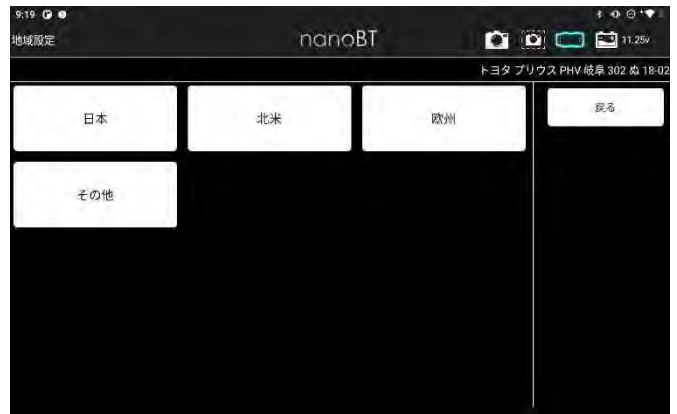 9:19
地域設定
nanoBT
11.25v
トヨタ プリウス PHV 岐阜 302 ぬ 18-02
日本
北米
欧州
戻る
その他